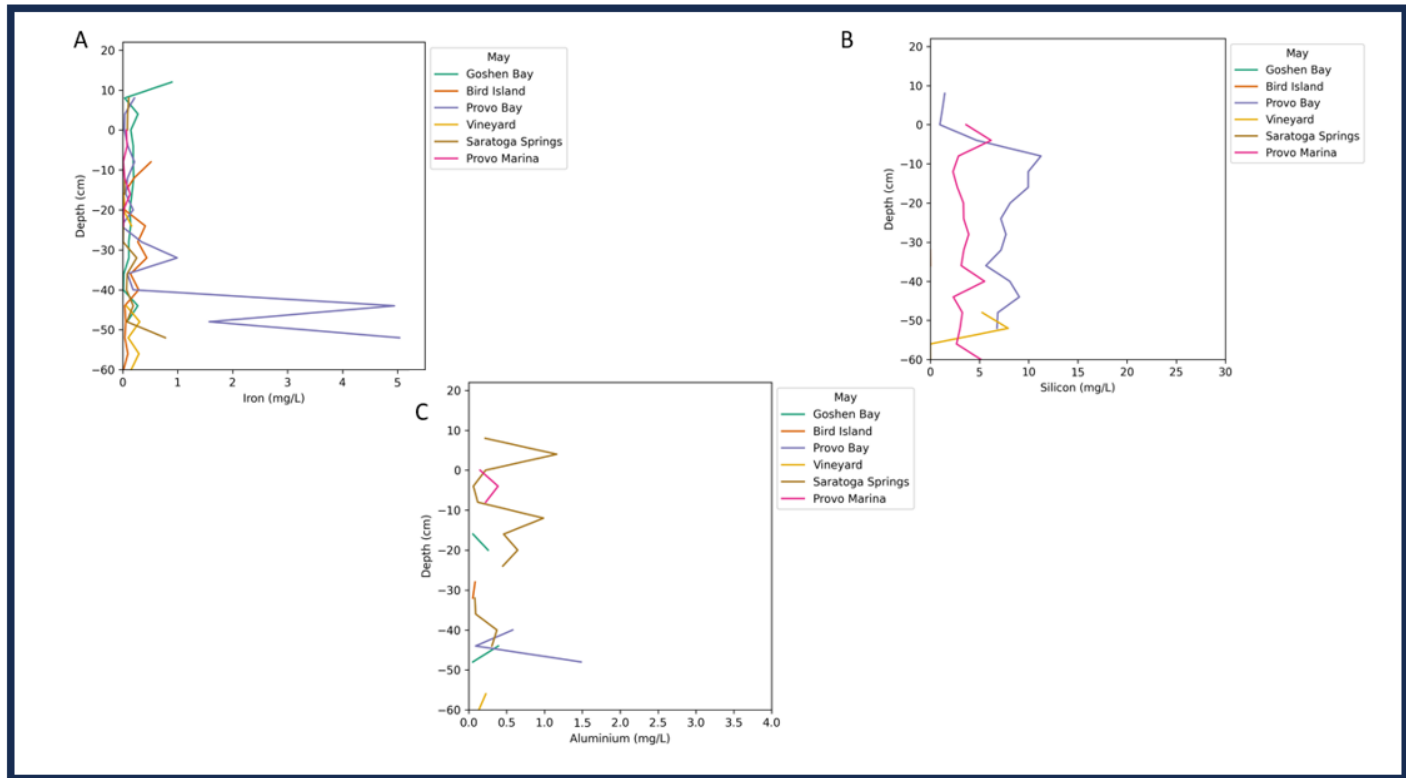 A
20
10
0
−10
−20
−30
−40
−50
−60
Depth (cm)
0 1 2 3 4 5
Iron (mg/L)
May
Goshen Bay
Bird Island
Provo Bay
Vineyard
Saratoga Springs
Provo Marina
B
20
10
0
−10
−20
−30
−40
−50
−60
Depth (cm)
0 5 10 15 20 25 30
Silicon (mg/L)
May
Goshen Bay
Bird Island
Provo Bay
Vineyard
Saratoga Springs
Provo Marina
C
20
10
0
−10
−20
−30
−40
−50
−60
Depth (cm)
0.0 0.5 1.0 1.5 2.0 2.5 3.0 3.5 4.0
Aluminium (mg/L)
May
Goshen Bay
Bird Island
Provo Bay
Vineyard
Saratoga Springs
Provo Marina